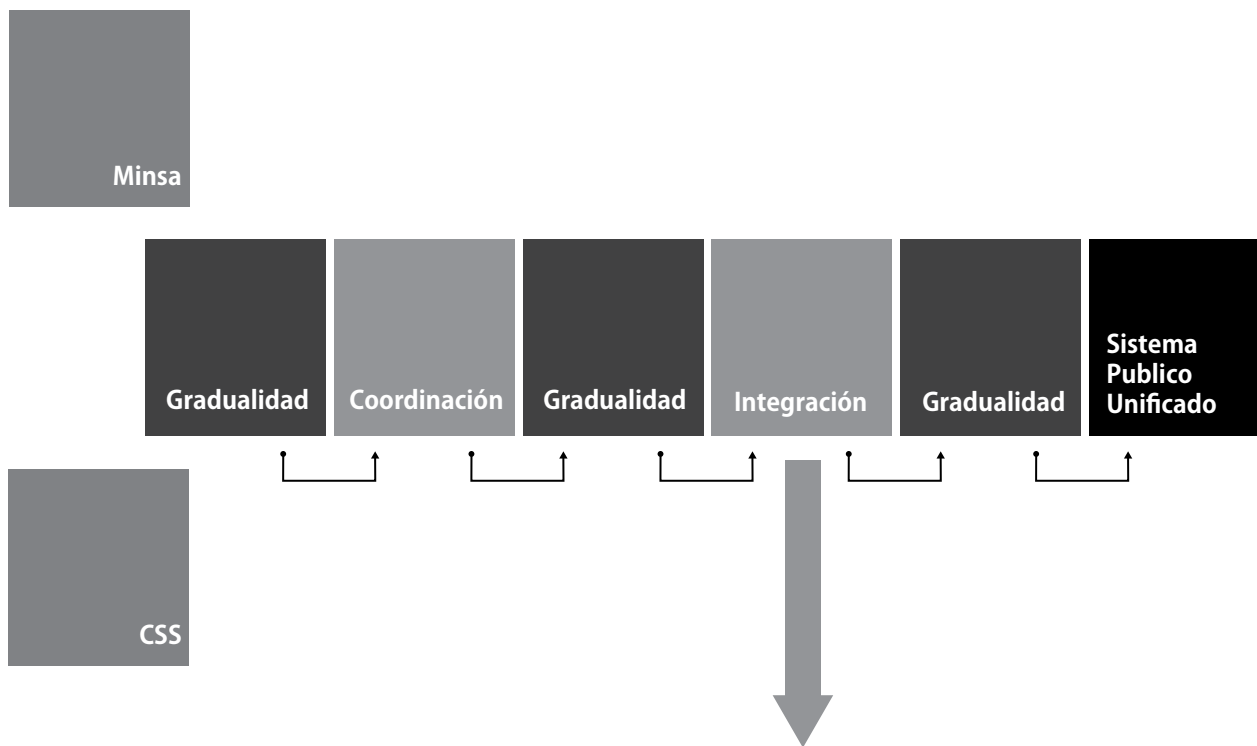 Minsa
Gradualidad
Coordinación
Gradualidad
Integración
Gradualidad
Sistema
Publico
Unificado
CSS